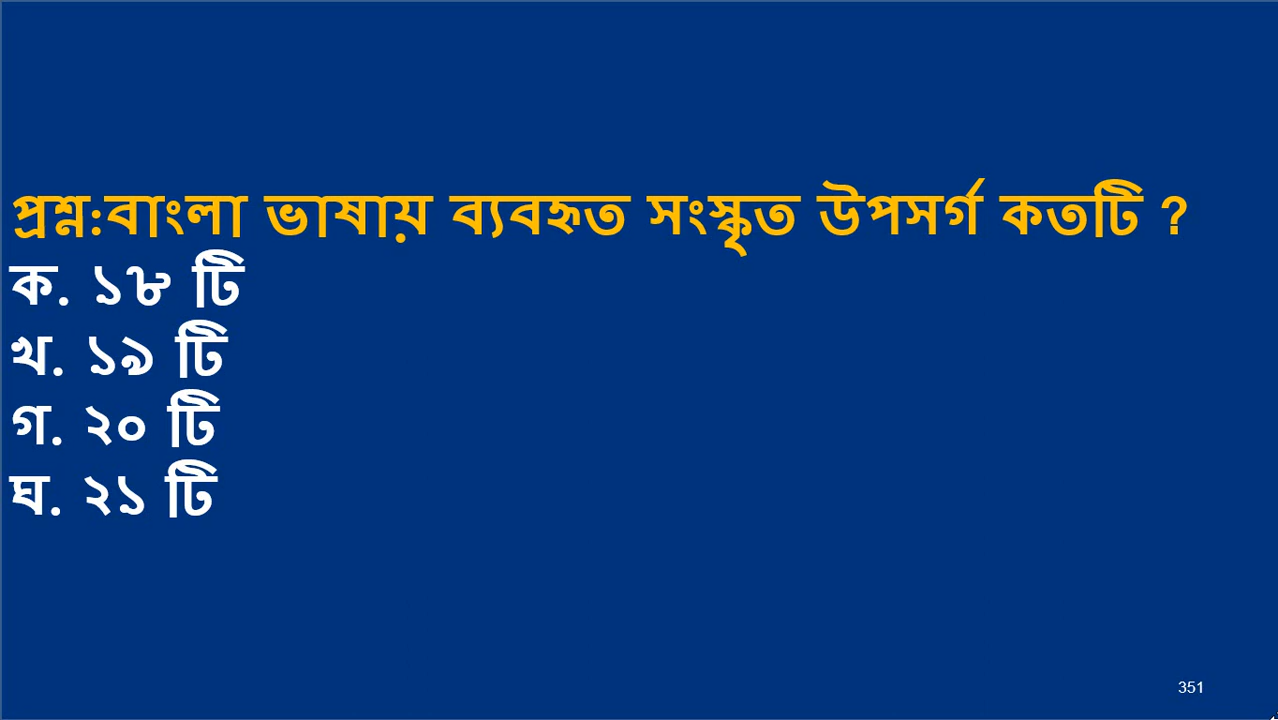 প্রশ্ন:বাংলা ভাষায় ব্যবহৃত সংস্কৃত উপসর্গ কতটি ?
ক. ১৮ টি
খ. ১৯ টি
গ. ২০ টি
ঘ. ২১ টি
351